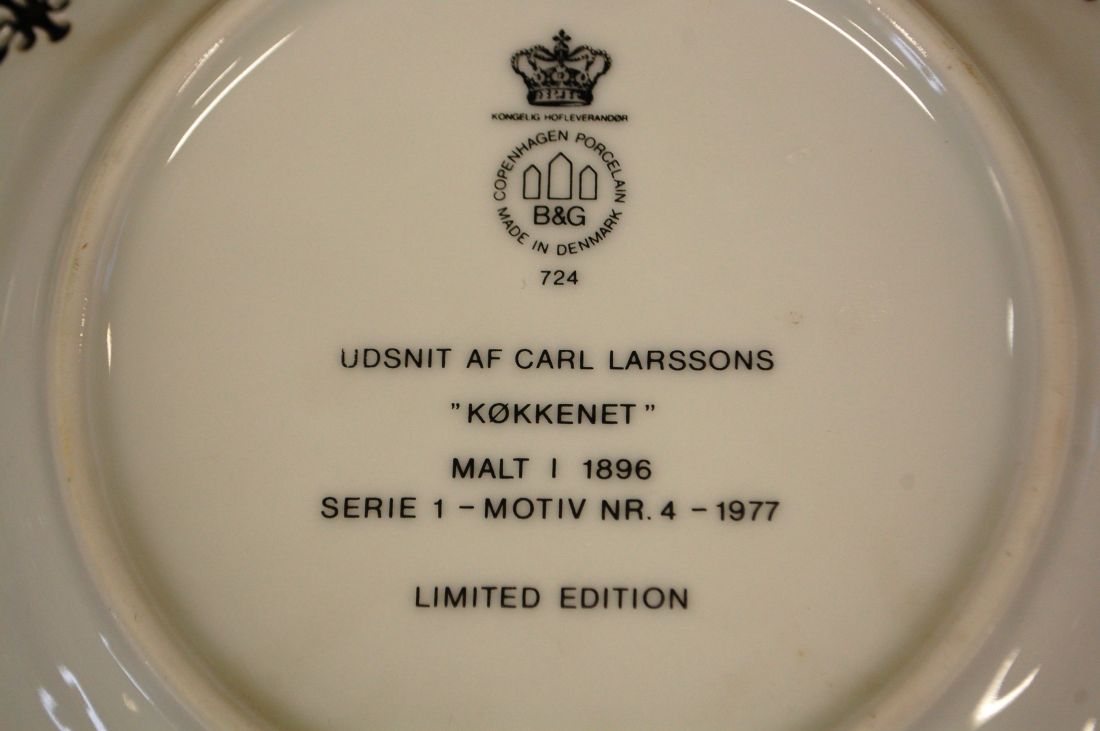 KONGELIG HOFLEVERANDØR
COPENHAGEN PORCELAIN
B&G
MADE IN DENMARK
724
UDSNIT AF CARL LARSSONS
"KØKKENET"
MALT I 1896
SERIE 1 – MOTIV NR. 4 – 1977
LIMITED EDITION